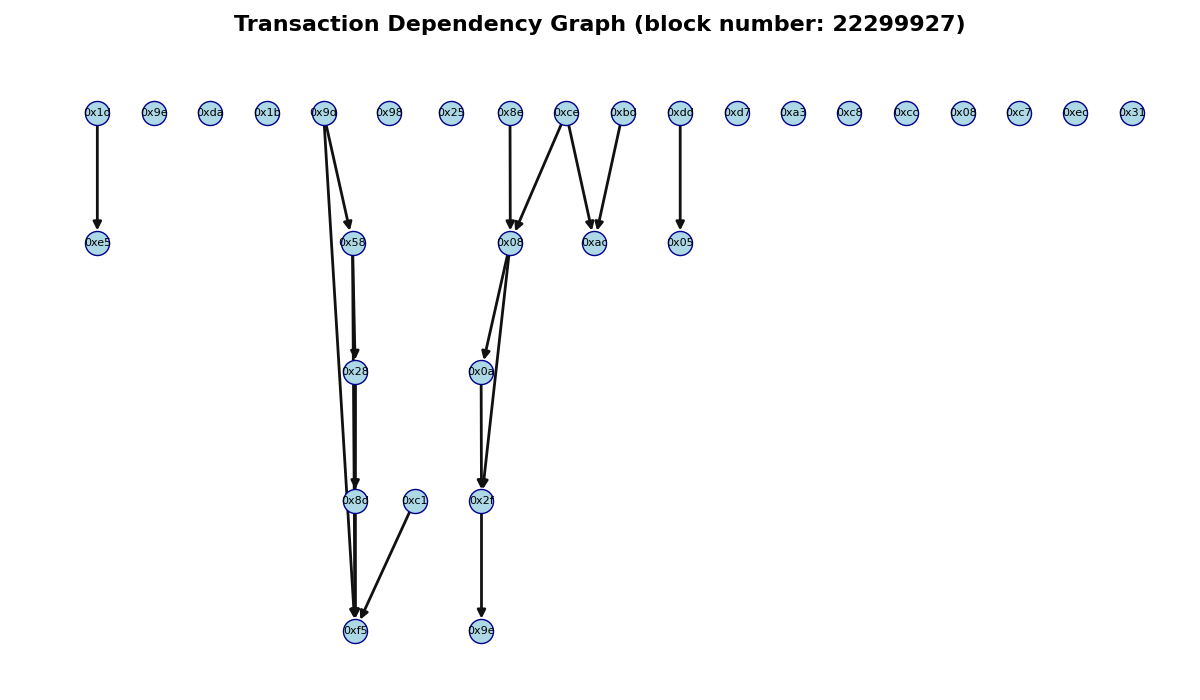 Transaction Dependency Graph (block number: 22299927)
0x1d 0x9e 0xda 0x1b 0x9d 0x98 0x25 0x8e 0xce 0xbd 0xdd 0xd7 0xa3 0xc8 0xcc 0x08 0xc7 0xec 0x31
0xe5 0x58 0x08 0xac 0x05
0x28 0x0a
0x8d 0xc1 0x2f
0xf5 0x9e